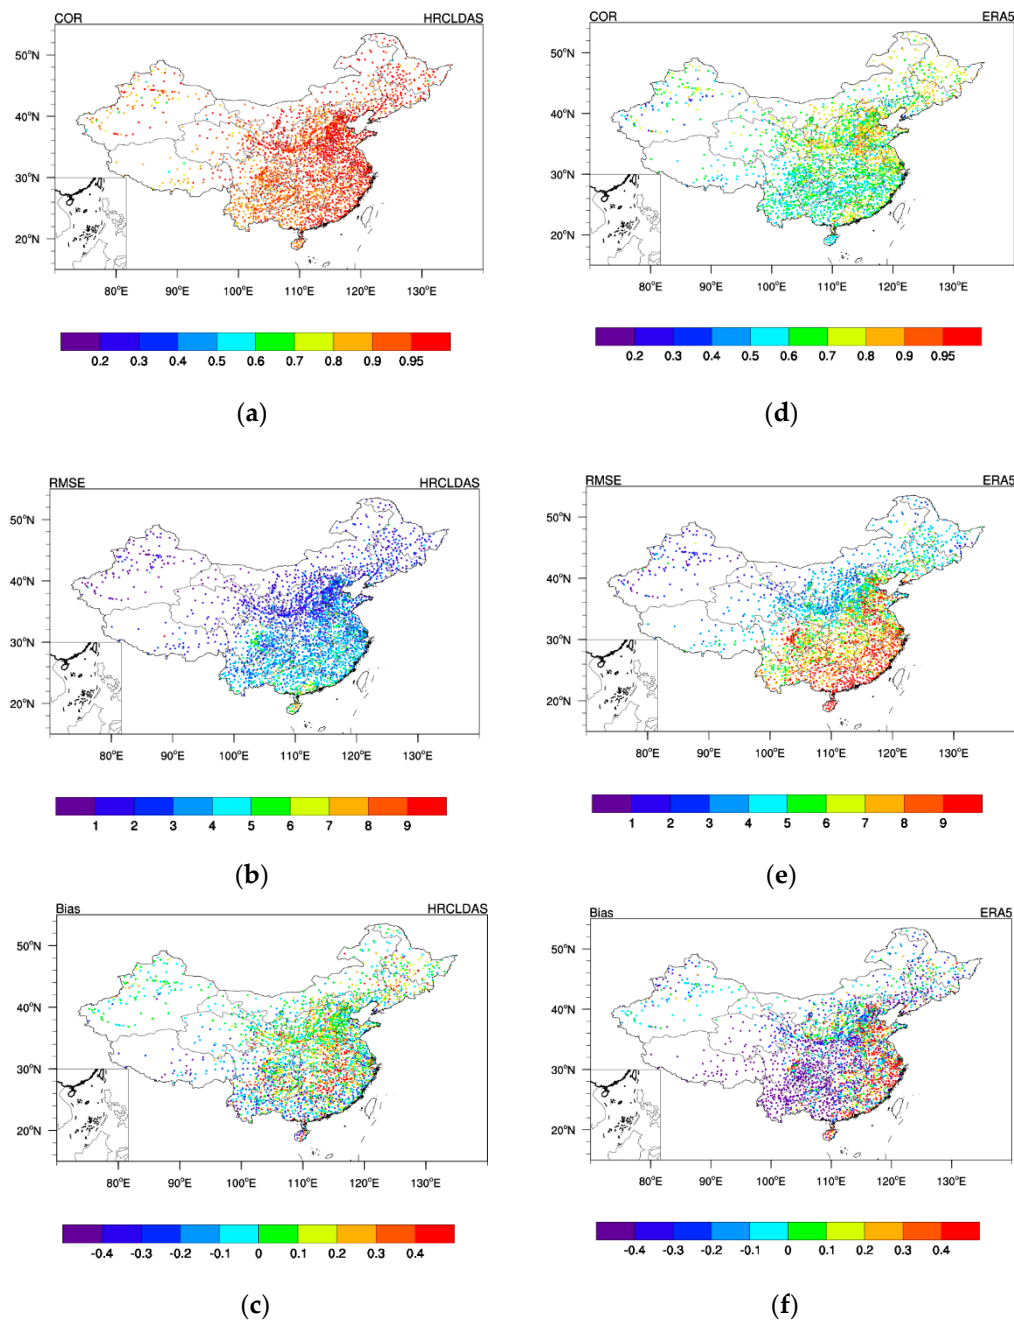 COR HRCLDAS
50°N
40°N
30°N
20°N
80°E 90°E 100°E 110°E 120°E 130°E
0.2 0.3 0.4 0.5 0.6 0.7 0.8 0.9 0.95
(a)
COR ERA5
50°N
40°N
30°N
20°N
80°E 90°E 100°E 110°E 120°E 130°E
0.2 0.3 0.4 0.5 0.6 0.7 0.8 0.9 0.95
(d)
RMSE HRCLDAS
50°N
40°N
30°N
20°N
80°E 90°E 100°E 110°E 120°E 130°E
1 2 3 4 5 6 7 8 9
(b)
RMSE ERA5
50°N
40°N
30°N
20°N
80°E 90°E 100°E 110°E 120°E 130°E
1 2 3 4 5 6 7 8 9
(e)
Bias HRCLDAS
50°N
40°N
30°N
20°N
80°E 90°E 100°E 110°E 120°E 130°E
-0.4 -0.3 -0.2 -0.1 0 0.1 0.2 0.3 0.4
(c)
Bias ERA5
50°N
40°N
30°N
20°N
80°E 90°E 100°E 110°E 120°E 130°E
-0.4 -0.3 -0.2 -0.1 0 0.1 0.2 0.3 0.4
(f)